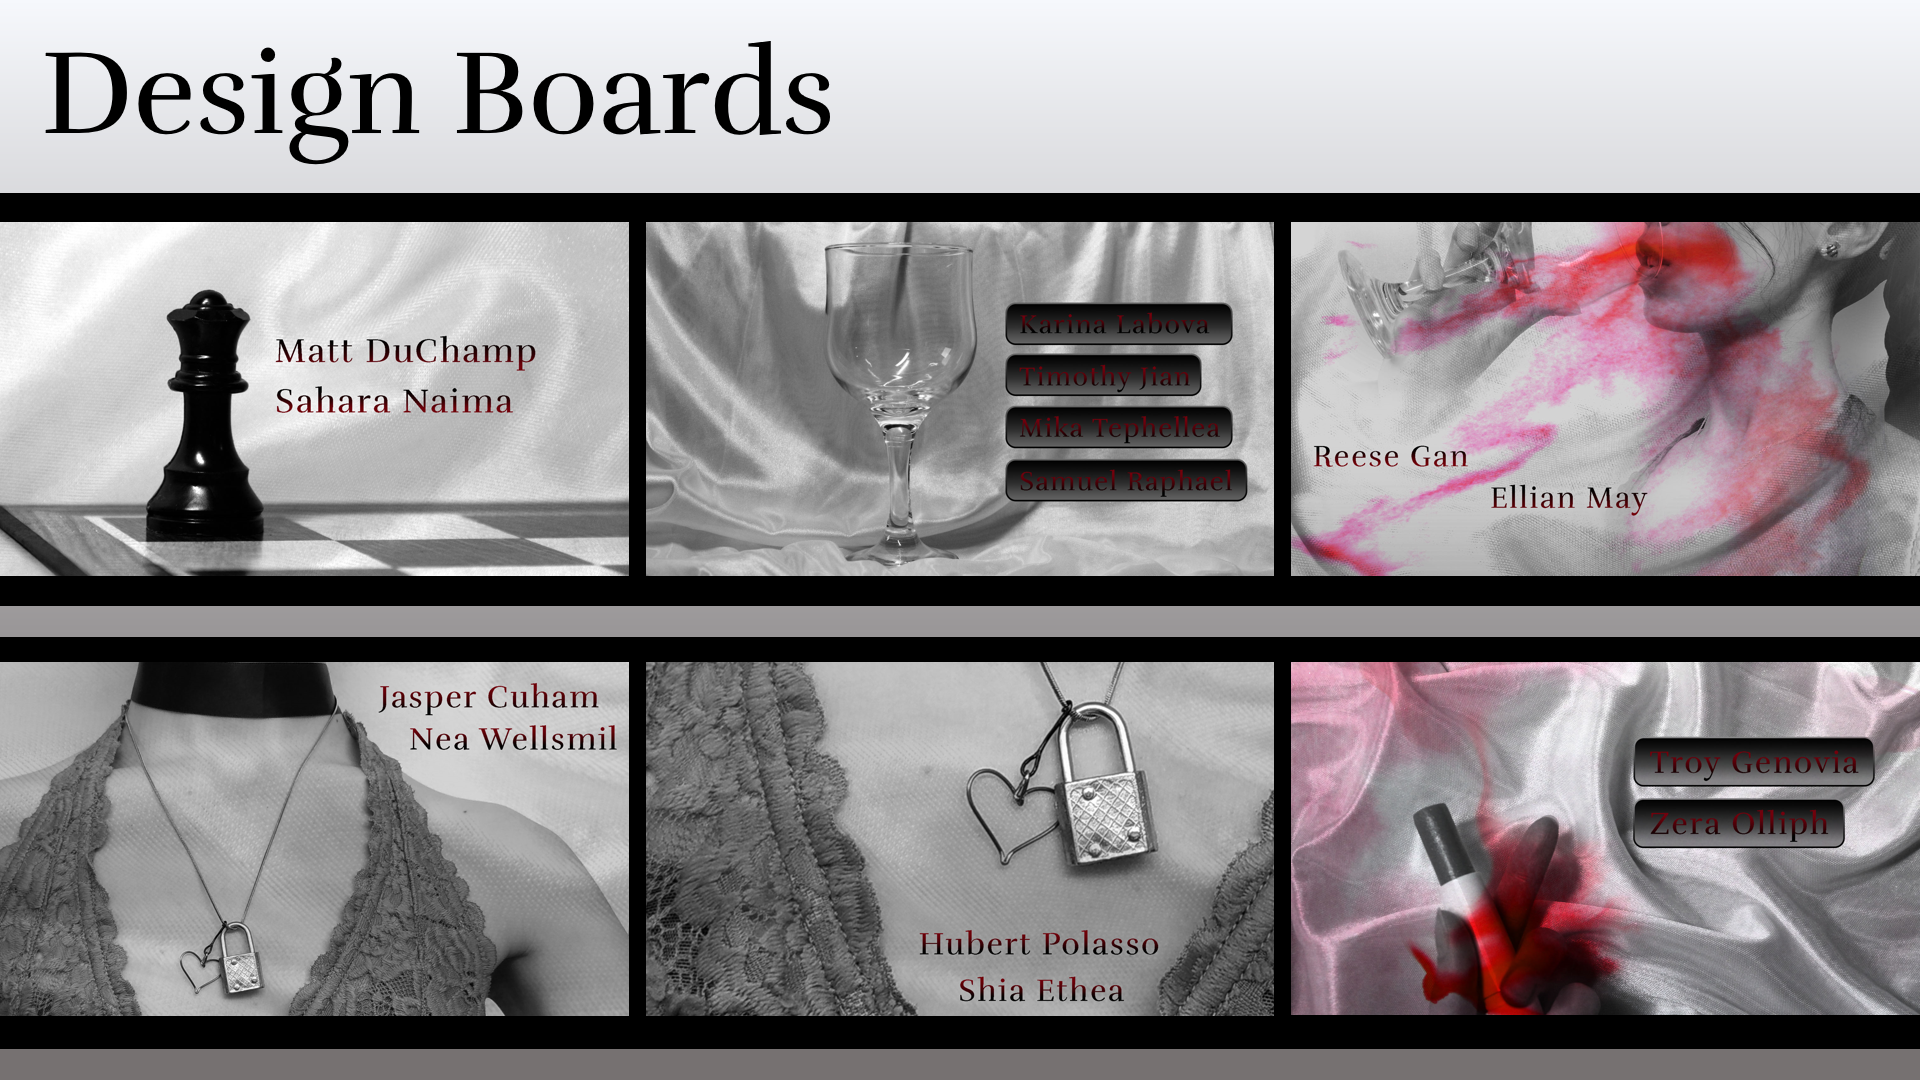 Design Boards
Matt DuChamp
Sahara Naima
Karina Labova
Timothy Jian
Mika Tephellea
Samuel Raphael
Reese Gan
Ellian May
Jasper Cuham
Nea Wellsmil
Hubert Polasso
Shia Ethea
Troy Genovia
Zera Olliph